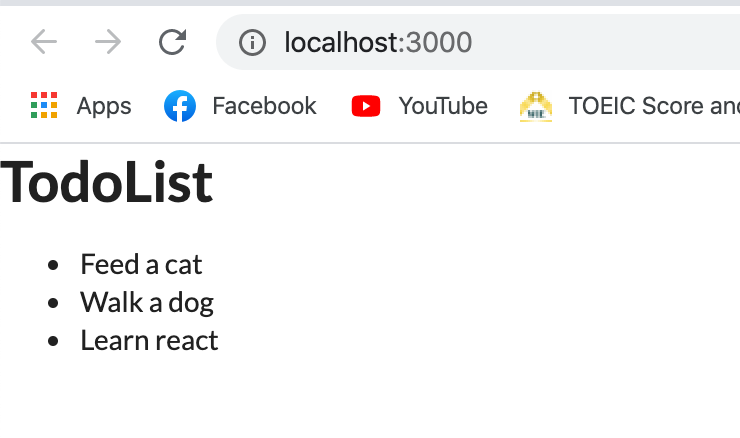 localhost:3000
Apps Facebook YouTube TOEIC Score and
TodoList
Feed a cat
Walk a dog
Learn react